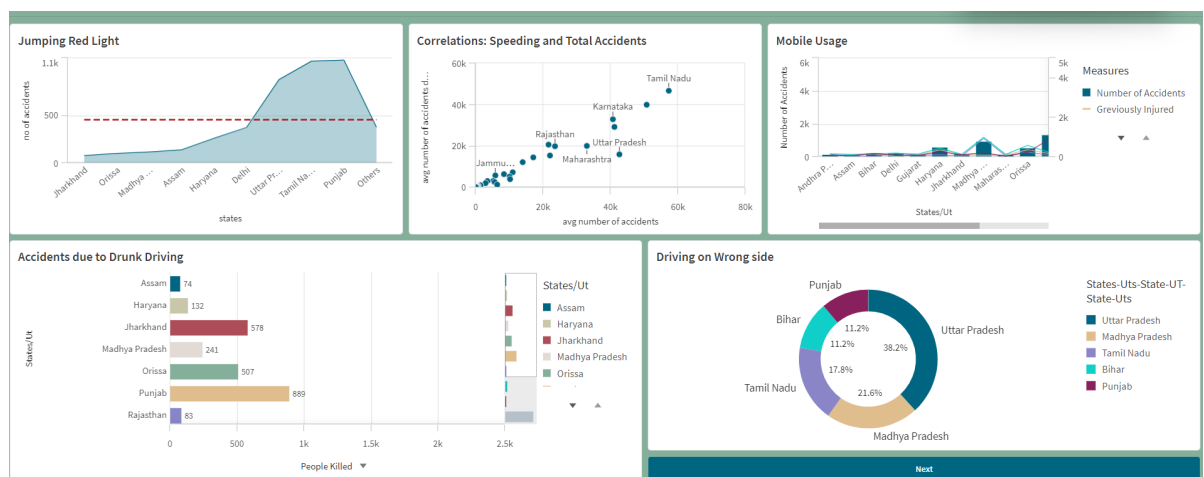 Jumping Red Light
no of accidents
1.1k
500
0
Jharkhand
Orissa
Madhya ...
Assam
Haryana
Delhi
Uttar Pr...
Tamil Na...
Punjab
Others
states
Correlations: Speeding and Total Accidents
avg number of accidents d...
60k
40k
20k
0
Tamil Nadu
Karnataka
Rajasthan
Uttar Pradesh
Maharashtra
Jammu...
0
20k
40k
60k
80k
avg number of accidents
Mobile Usage
Number of Accidents
6k
4k
2k
0
5k
4k
2k
0
Number of Accidents
Andhra P...
Assam
Bihar
Delhi
Gujarat
Haryana
Jharkhand
Madhya ...
Maharas...
Orissa
States/Ut
Measures
Number of Accidents
Greviously Injured
Accidents due to Drunk Driving
States/Ut
Assam 74
Haryana 132
Jharkhand 578
Madhya Pradesh 241
Orissa 507
Punjab 889
Rajasthan 83
0
500
1k
1.5k
2k
2.5k
People Killed
States/Ut
Assam
Haryana
Jharkhand
Madhya Pradesh
Orissa
Driving on Wrong side
Punjab
Bihar
Tamil Nadu
Madhya Pradesh
Uttar Pradesh
11.2%
11.2%
17.8%
21.6%
38.2%
States-Uts-State-UT-
State-Uts
Uttar Pradesh
Madhya Pradesh
Tamil Nadu
Bihar
Punjab
Next